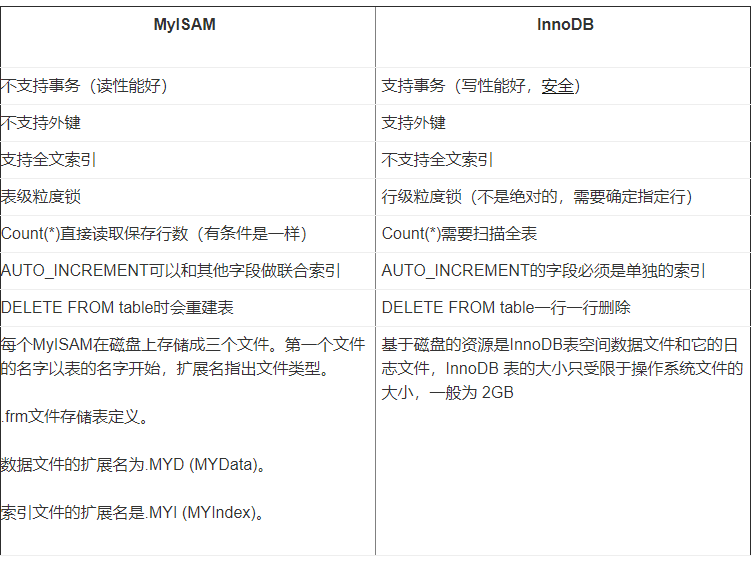 MyISAM
InnoDB
不支持事务（读性能好）
支持事务（写性能好，安全）
不支持外键
支持外键
支持全文索引
不支持全文索引
表级粒度锁
行级粒度锁（不是绝对的，需要确定指定行）
Count(*)直接读取保存行数（有条件是一样）
Count(*)需要扫描全表
AUTO_INCREMENT可以和其他字段做联合索引
AUTO_INCREMENT的字段必须是单独的索引
DELETE FROM table时会重建表
DELETE FROM table一行一行删除
每个MyISAM在磁盘上存储成三个文件。第一个文件
的名字以表的名字开始，扩展名指出文件类型。
.frm文件存储表定义。
数据文件的扩展名为.MYD (MYData)。
索引文件的扩展名是.MYI (MYIndex)。
基于磁盘的资源是InnoDB表空间数据文件和它的日
志文件，InnoDB 表的大小只受限于操作系统文件的
大小，一般为 2GB